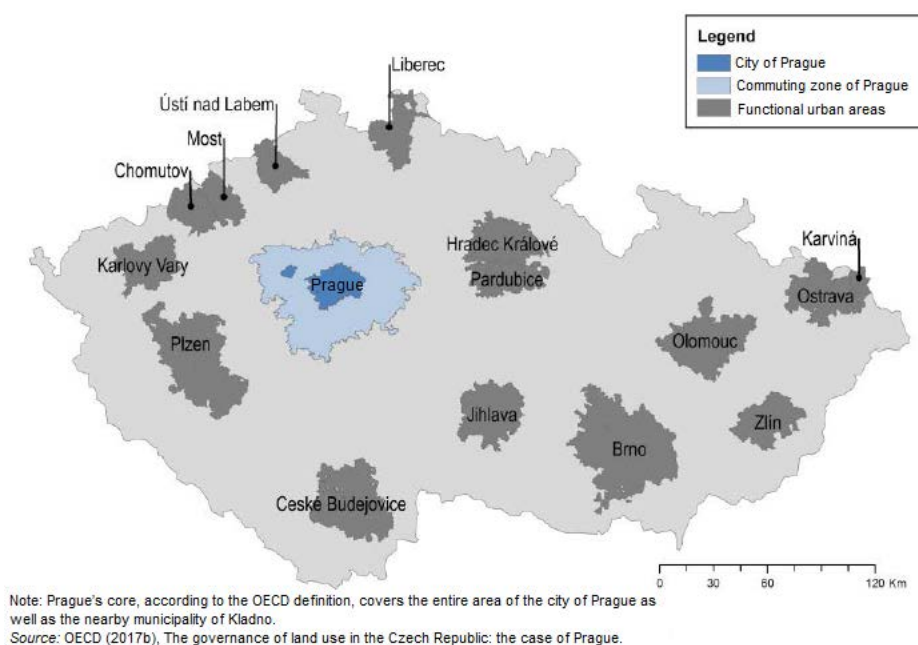 Legend
City of Prague
Commuting zone of Prague
Functional urban areas
Liberec
Ústí nad Labem
Most
Chomutov
Karlovy Vary
Prague
Hradec Králové
Pardubice
Karviná
Ostrava
Plzen
Olomouc
Jihlava
Brno
Zlín
České Budejovice
0 30 60 120 Km
Note: Prague's core, according to the OECD definition, covers the entire area of the city of Prague as
well as the nearby municipality of Kladno.
Source: OECD (2017b), The governance of land use in the Czech Republic: the case of Prague.